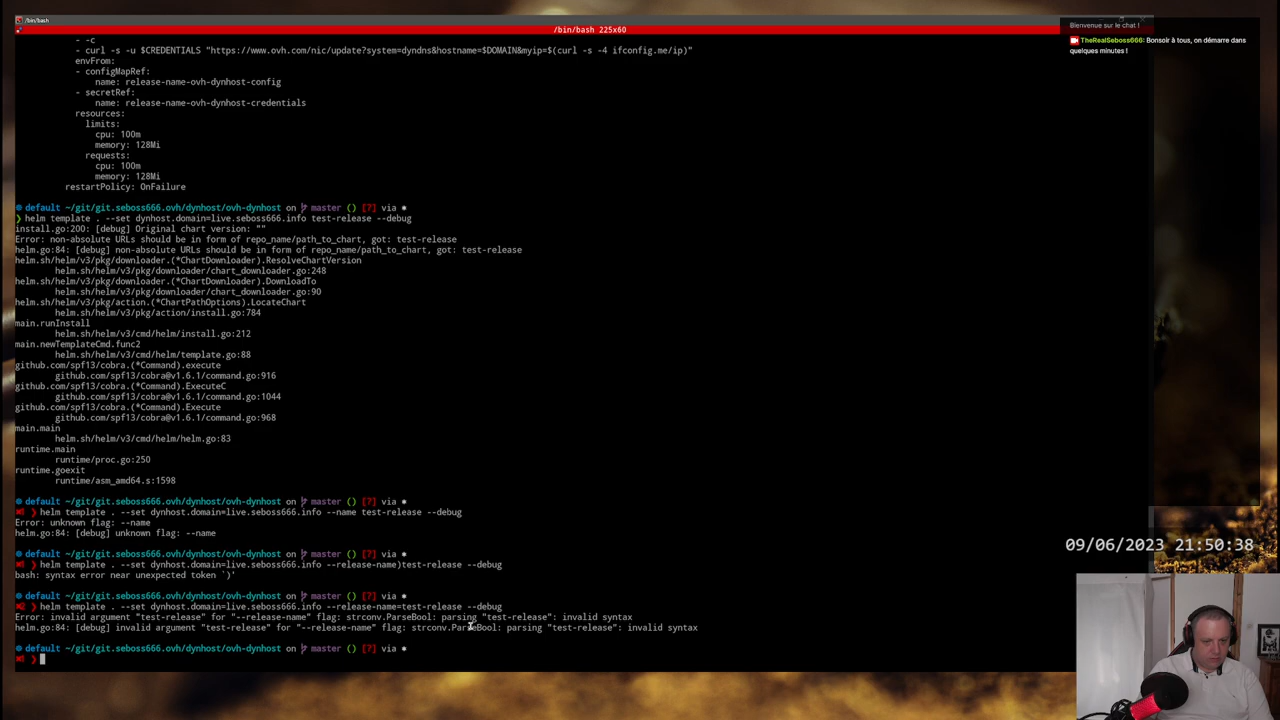 /bin/bash
/bin/bash 225x60
- -c
- curl -s -u $CREDENTIALS "https://www.ovh.com/nic/update?system=dyndns&hostname=$DOMAIN&myip=$(curl -s -4 ifconfig.me/ip)"
envFrom:
- configMapRef:
name: release-name-ovh-dynhost-config
- secretRef:
name: release-name-ovh-dynhost-credentials
resources:
limits:
cpu: 100m
memory: 128Mi
requests:
cpu: 100m
memory: 128Mi
restartPolicy: OnFailure
default ~/git/git.seboss666.ovh/dynhost/ovh-dynhost on master () [?] via
❯ helm template . --set dynhost.domain=live.seboss666.info test-release --debug
install.go:200: [debug] Original chart version: ""
Error: non-absolute URLs should be in form of repo_name/path_to_chart, got: test-release
helm.go:84: [debug] non-absolute URLs should be in form of repo_name/path_to_chart, got: test-release
helm.sh/helm/v3/pkg/downloader.(*ChartDownloader).ResolveChartVersion
helm.sh/helm/v3/pkg/downloader/chart_downloader.go:248
helm.sh/helm/v3/pkg/downloader.(*ChartDownloader).DownloadTo
helm.sh/helm/v3/pkg/downloader/chart_downloader.go:90
helm.sh/helm/v3/pkg/action.(*ChartPathOptions).LocateChart
helm.sh/helm/v3/pkg/action/install.go:784
main.runInstall
helm.sh/helm/v3/cmd/helm/install.go:212
main.newTemplateCmd.func2
helm.sh/helm/v3/cmd/helm/template.go:88
github.com/spf13/cobra.(*Command).execute
github.com/spf13/cobra@v1.6.1/command.go:916
github.com/spf13/cobra.(*Command).ExecuteC
github.com/spf13/cobra@v1.6.1/command.go:1044
github.com/spf13/cobra.(*Command).Execute
github.com/spf13/cobra@v1.6.1/command.go:968
main.main
helm.sh/helm/v3/cmd/helm/helm.go:83
runtime.main
runtime/proc.go:250
runtime.goexit
runtime/asm_amd64.s:1598
default ~/git/git.seboss666.ovh/dynhost/ovh-dynhost on master () [?] via
❯ helm template . --set dynhost.domain=live.seboss666.info --name test-release --debug
Error: unknown flag: --name
helm.go:84: [debug] unknown flag: --name
default ~/git/git.seboss666.ovh/dynhost/ovh-dynhost on master () [?] via
❯ helm template . --set dynhost.domain=live.seboss666.info --release-name)test-release --debug
bash: syntax error near unexpected token `)'
default ~/git/git.seboss666.ovh/dynhost/ovh-dynhost on master () [?] via
❯ helm template . --set dynhost.domain=live.seboss666.info --release-name=test-release --debug
Error: invalid argument "test-release" for "--release-name" flag: strconv.ParseBool: parsing "test-release": invalid syntax
helm.go:84: [debug] invalid argument "test-release" for "--release-name" flag: strconv.ParseBool: parsing "test-release": invalid syntax
default ~/git/git.seboss666.ovh/dynhost/ovh-dynhost on master () [?] via
❯
Bienvenue sur le chat !
TheRealSeboss666: Bonsoir à tous, on démarre dans
quelques minutes !
09/06/2023 21:50:38